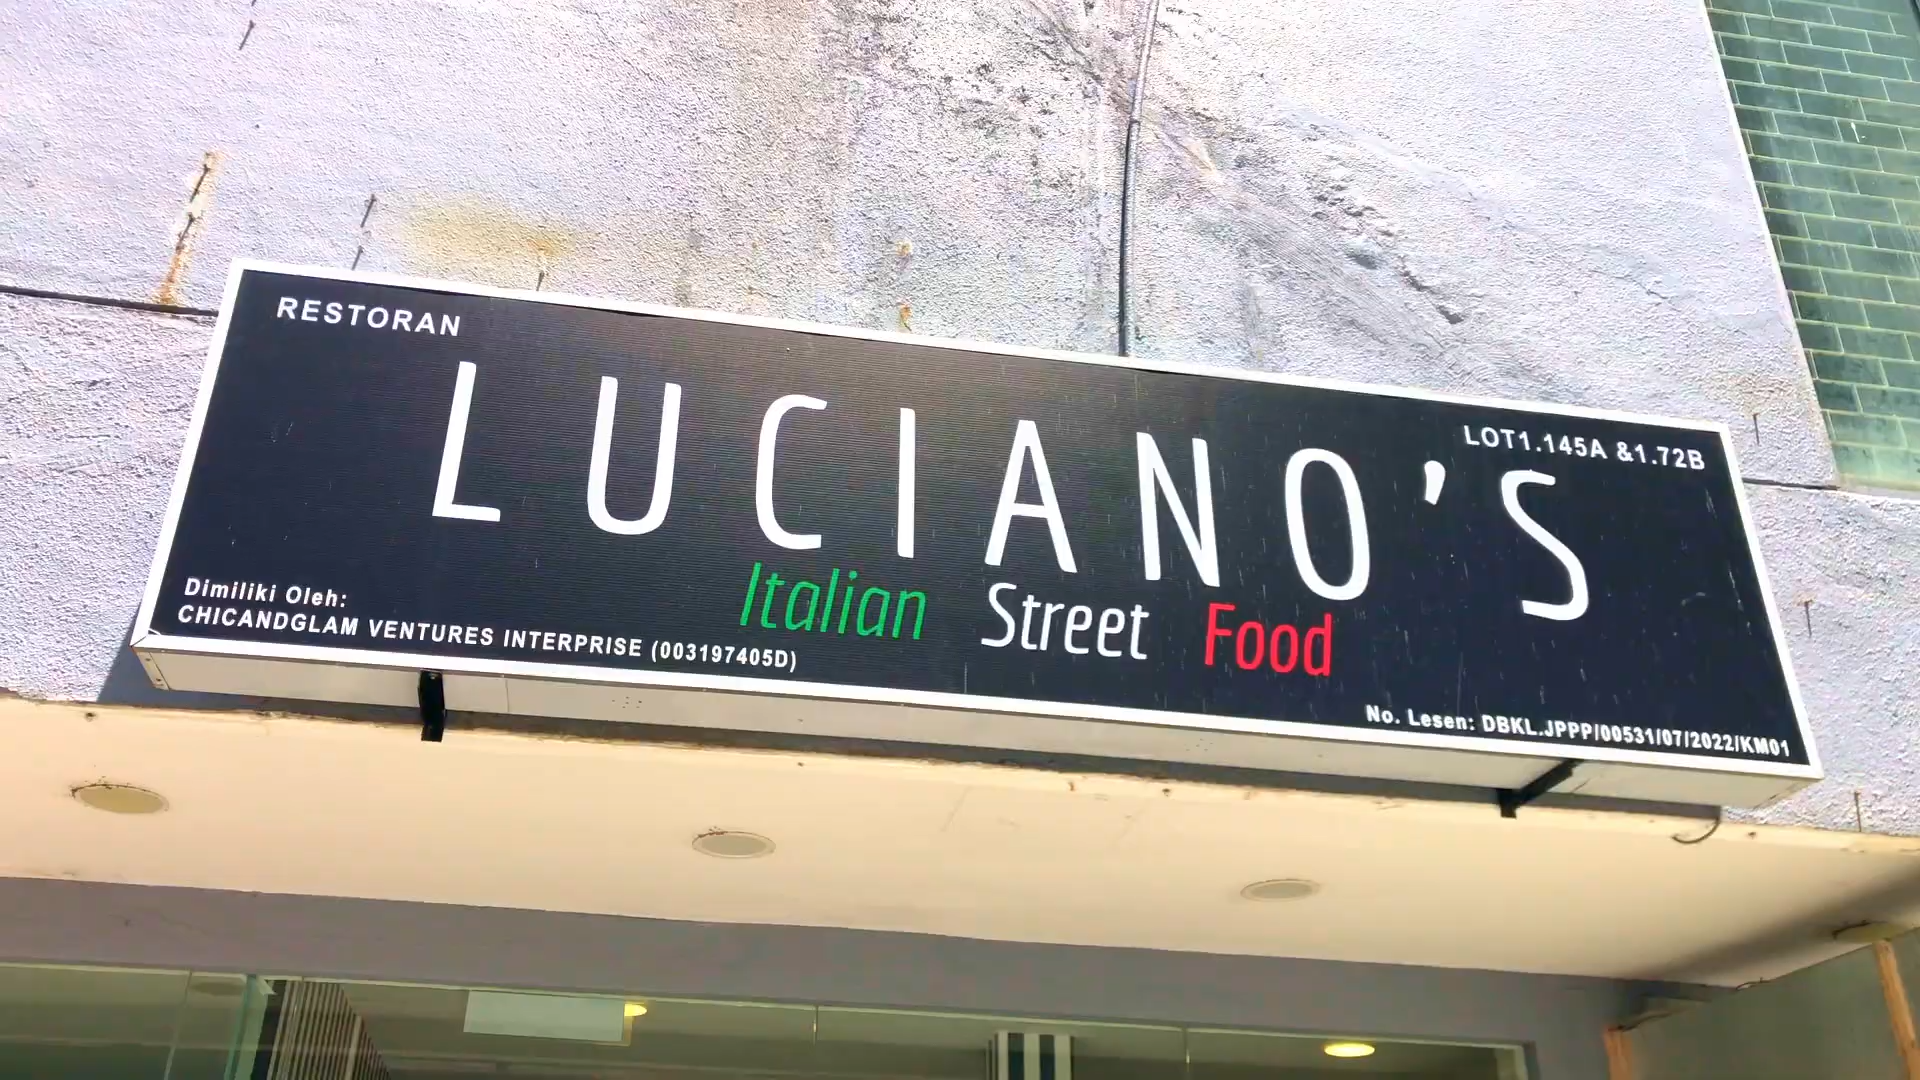 RESTORAN
LOT1.145A &1.72B
LUCIANO'S
Italian Street Food
Dimiliki Oleh:
CHICANDGLAM VENTURES INTERPRISE (003197405D)
No. Lesen: DBKL.JPPP/00531/07/2022/KM01